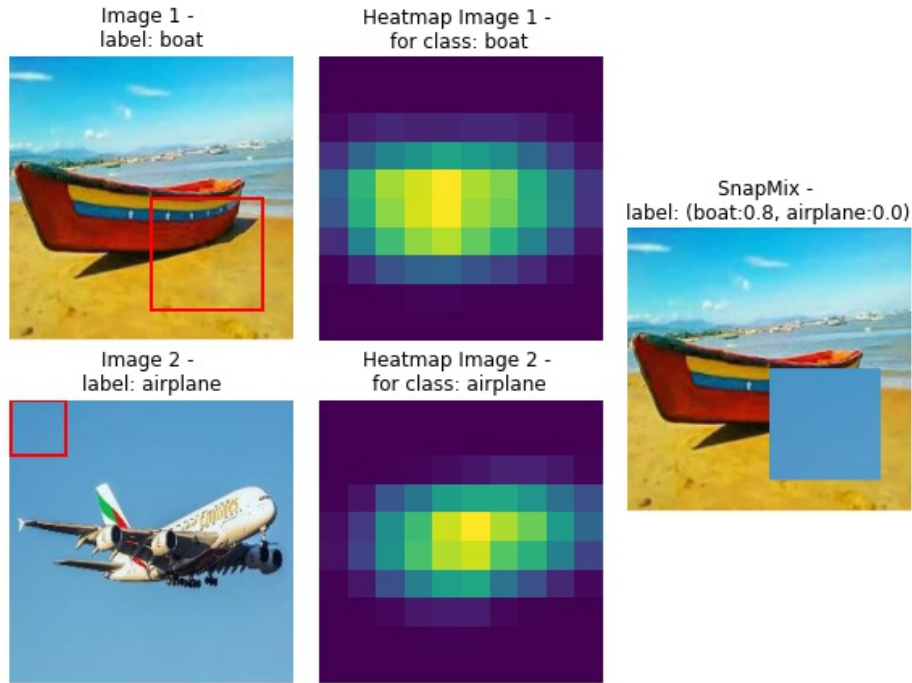 Image 1 -
label: boat
Heatmap Image 1 -
for class: boat
SnapMix -
label: (boat:0.8, airplane:0.0)
Image 2 -
label: airplane
Heatmap Image 2 -
for class: airplane
Emirates